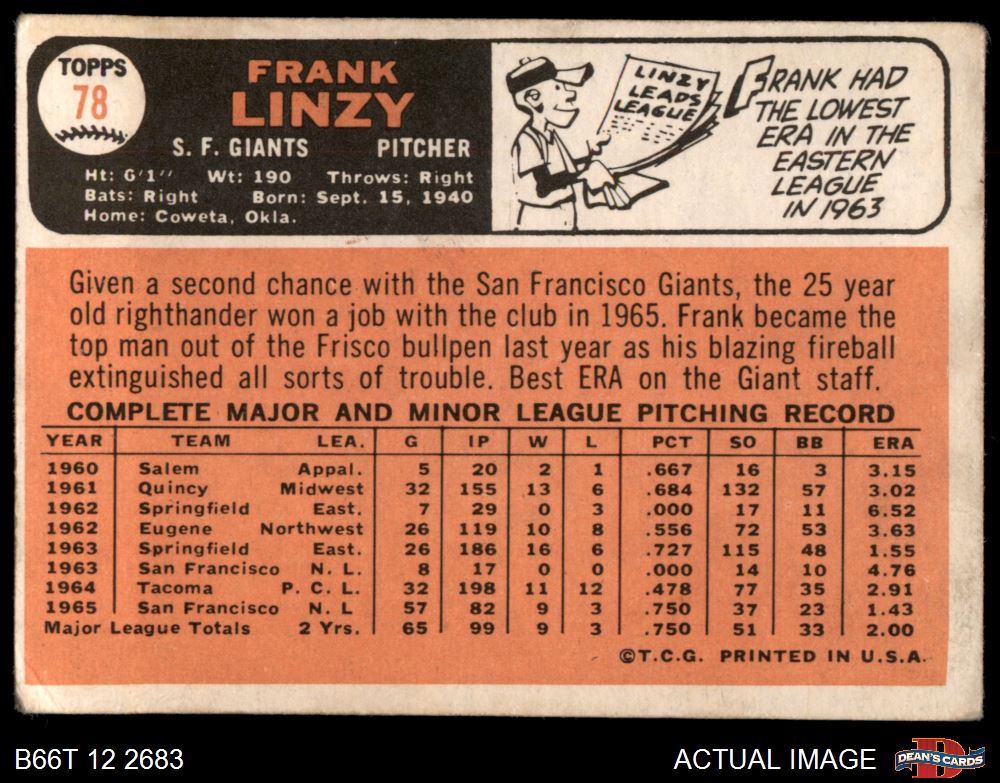 TOPPS
78
FRANK
LINZY
S. F. GIANTS PITCHER
Ht: 6'1" Wt: 190 Throws: Right
Bats: Right Born: Sept. 15, 1940
Home: Coweta, Okla.
LINZY
LEADS
LEAGUE
FRANK HAD
THE LOWEST
ERA IN THE
EASTERN
LEAGUE
IN 1963
Given a second chance with the San Francisco Giants, the 25 year
old righthander won a job with the club in 1965. Frank became the
top man out of the Frisco bullpen last year as his blazing fireball
extinguished all sorts of trouble. Best ERA on the Giant staff.
COMPLETE MAJOR AND MINOR LEAGUE PITCHING RECORD
YEAR TEAM LEA. G IP W L PCT SO BB ERA
1960 Salem Appal. 5 20 2 1 .667 16 3 3.15
1961 Quincy Midwest 32 155 13 6 .684 132 57 3.02
1962 Springfield East. 7 29 0 3 .000 17 11 6.52
1962 Eugene Northwest 26 119 10 8 .556 72 53 3.63
1963 Springfield East. 26 186 16 6 .727 115 48 1.55
1963 San Francisco N. L. 8 17 0 0 .000 14 10 4.76
1964 Tacoma P. C. L. 32 198 11 12 .478 77 35 2.91
1965 San Francisco N. L 57 82 9 3 .750 37 23 1.43
Major League Totals 2 Yrs. 65 99 9 3 .750 51 33 2.00
©T.C.G. PRINTED IN U.S.A.
B66T 12 2683 ACTUAL IMAGE
D
DEAN'S CARDS